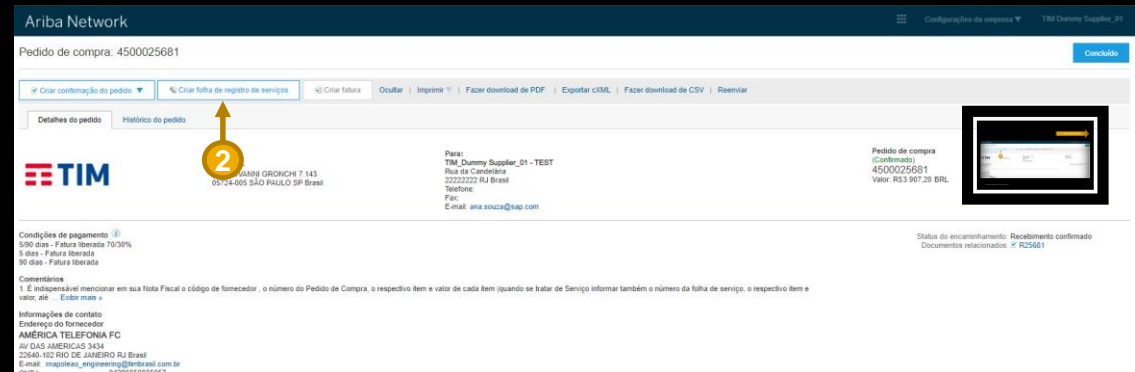 Ariba Network
Configurações da empresa ▼ TIM Dummy Supplier_01
Pedido de compra: 4500025681
Concluído
Criar confirmação do pedido ▼ Criar folha de registro de serviços Criar fatura Ocultar | Imprimir ▼ | Fazer download de PDF | Exportar cXML | Fazer download de CSV | Reenviar
Detalhes do pedido Histórico do pedido
2
TIM
VANNI GRONCHI 7.143
05724-005 SÃO PAULO SP Brasil
Para:
TIM_Dummy Supplier_01 - TEST
Rua da Candelária
22222222 RJ Brasil
Telefone:
Fax:
E-mail: ana.souza@sap.com
Pedido de compra
(Confirmado)
4500025681
Valor: R$3.907,20 BRL
Condições de pagamento
5/90 dias - Fatura liberada 70/30%
5 dias - Fatura liberada
90 dias - Fatura liberada
Status do encaminhamento: Recebimento confirmado
Documentos relacionados: R25681
Comentários
1. É indispensável mencionar em sua Nota Fiscal o código de fornecedor , o número do Pedido de Compra, o respectivo item e valor de cada item (quando se tratar de Serviço informar também o número da folha de serviço, o respectivo item e
valor, até ... Exibir mais »
Informações de contato
Endereço do fornecedor
AMÉRICA TELEFONIA FC
AV DAS AMERICAS 3434
22640-102 RIO DE JANEIRO RJ Brasil
E-mail: mapoleao_engineering@timbrasil.com.br